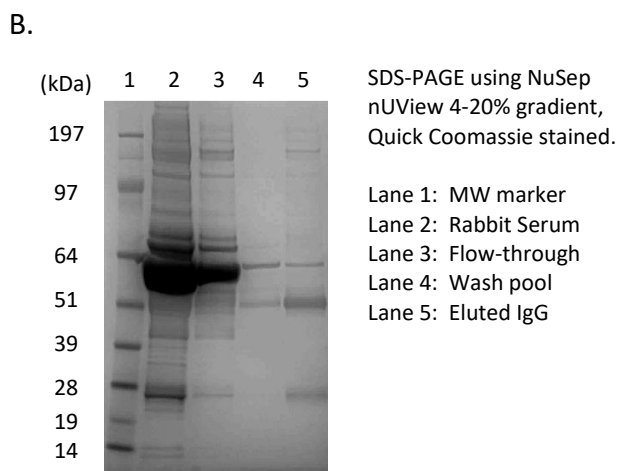 B.
(kDa) 1 2 3 4 5
197
97
64
51
39
28
19
14
SDS-PAGE using NuSep
nUView 4-20% gradient,
Quick Coomassie stained.
Lane 1: MW marker
Lane 2: Rabbit Serum
Lane 3: Flow-through
Lane 4: Wash pool
Lane 5: Eluted IgG